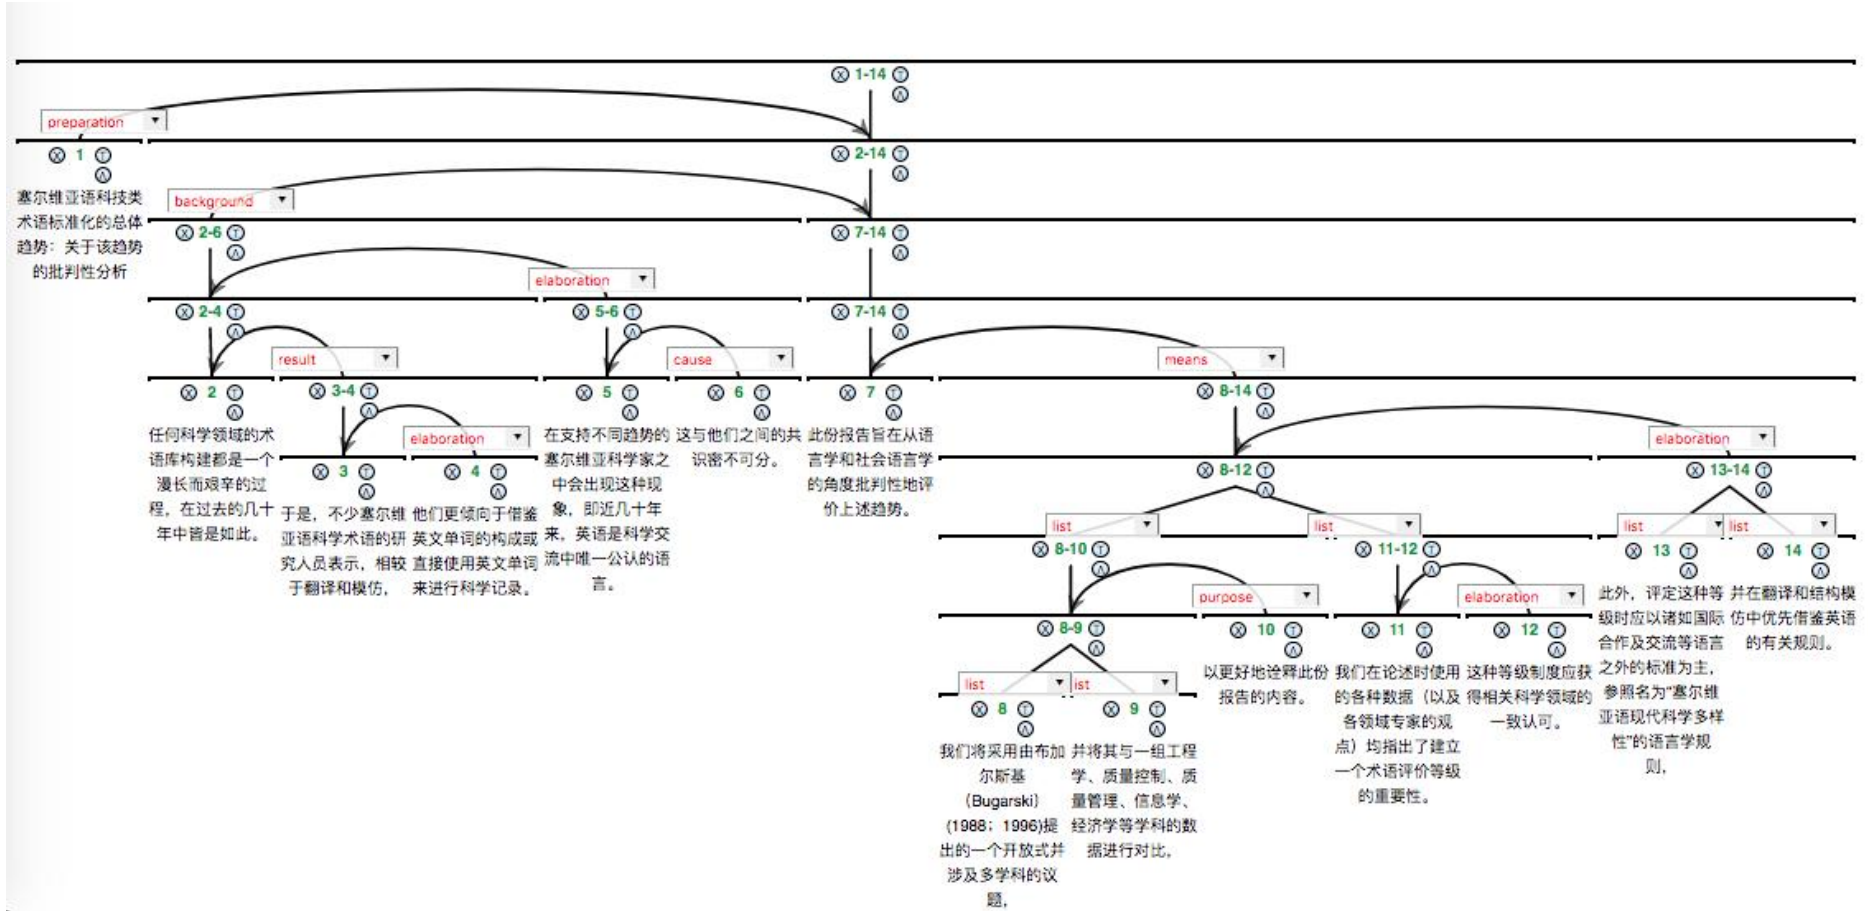 1-14
preparation
1
2-14
塞尔维亚语科技类
术语标准化的总体
趋势：关于该趋势
的批判性分析
background
2-6
7-14
elaboration
2-4
5-6
7-14
result
cause
means
2
3-4
5
6
7
8-14
任何科学领域的术
语库构建都是一个
漫长而艰辛的过
程，在过去的几十
年中皆是如此。
elaboration
3
4
于是，不少塞尔维
亚语科学术语的研
究人员表示，相较
于翻译和模仿，
他们更倾向于借鉴
英文单词的构成或
直接使用英文单词
来进行科学记录。
在支持不同趋势的
塞尔维亚科学家之
中会出现这种现
象，即近几十年
来，英语是科学交
流中唯一公认的语
言。
这与他们之间的共
识密不可分。
此份报告旨在从语
言学和社会语言学
的角度批判性地评
价上述趋势。
elaboration
8-12
13-14
list
list
list
list
8-10
11-12
13
14
purpose
elaboration
8-9
10
11
12
此外，评定这种等
级时应以诸如国际
合作及交流等语言
之外的标准为主，
参照名为“塞尔维
亚语现代科学多样
性”的语言学规
则，
并在翻译和结构模
仿中优先借鉴英语
的有关规则。
list
ist
8
9
以更好地诠释此份
报告的内容。
我们在论述时使用
的各种数据（以及
各领域专家的观
点）均指出了建立
一个术语评价等级
的重要性。
这种等级制度应获
得相关科学领域的
一致认可。
我们将采用由布加
尔斯基
（Bugarski）
(1988；1996)提
出的一个开放式并
涉及多学科的议
题，
并将其与一组工程
学、质量控制、质
量管理、信息学、
经济学等学科的数
据进行对比，